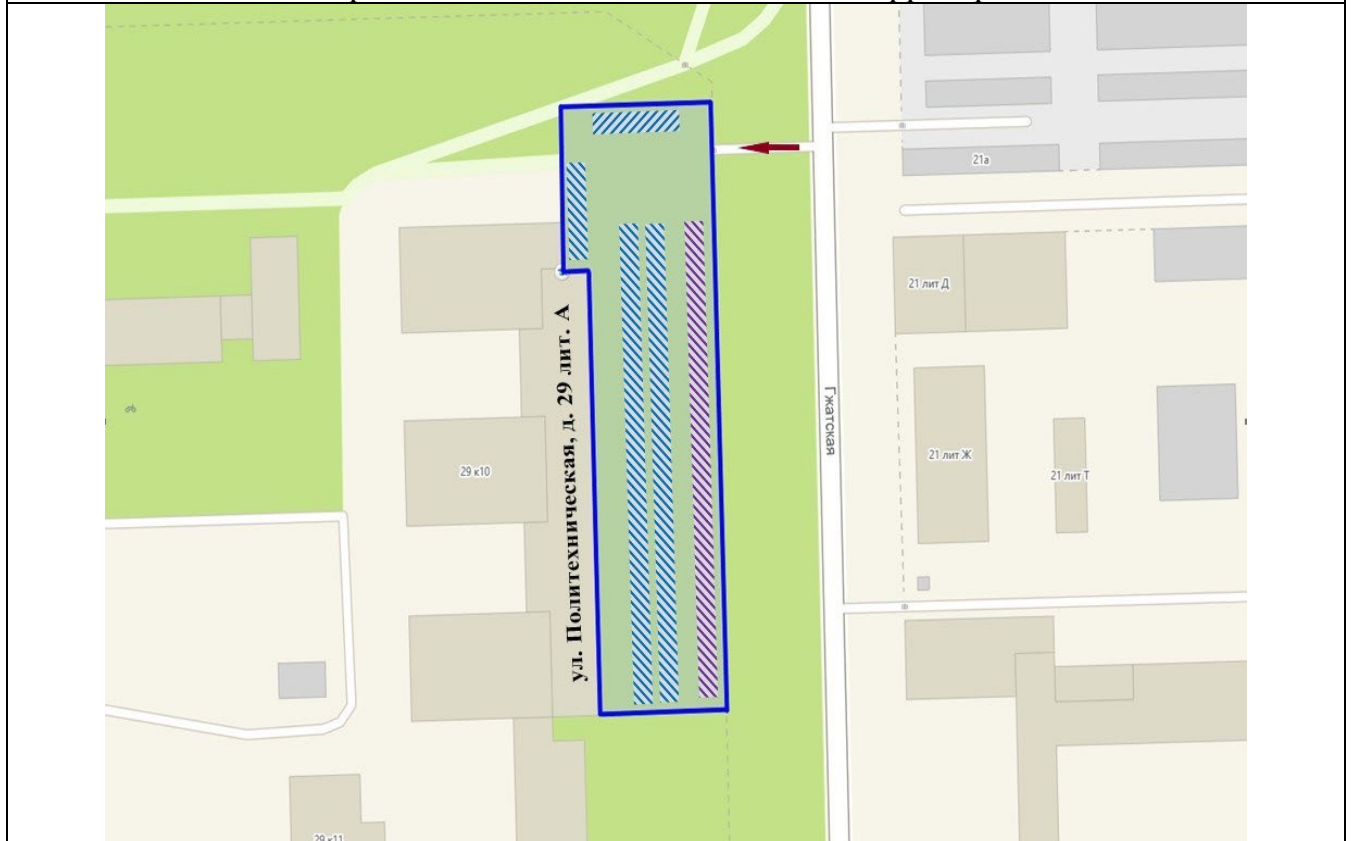 21а
21 лит Д
ул. Политехническая, д. 29 лит. А
Гжатская
29 к10
21 лит Ж
21 лит Т
29 к11